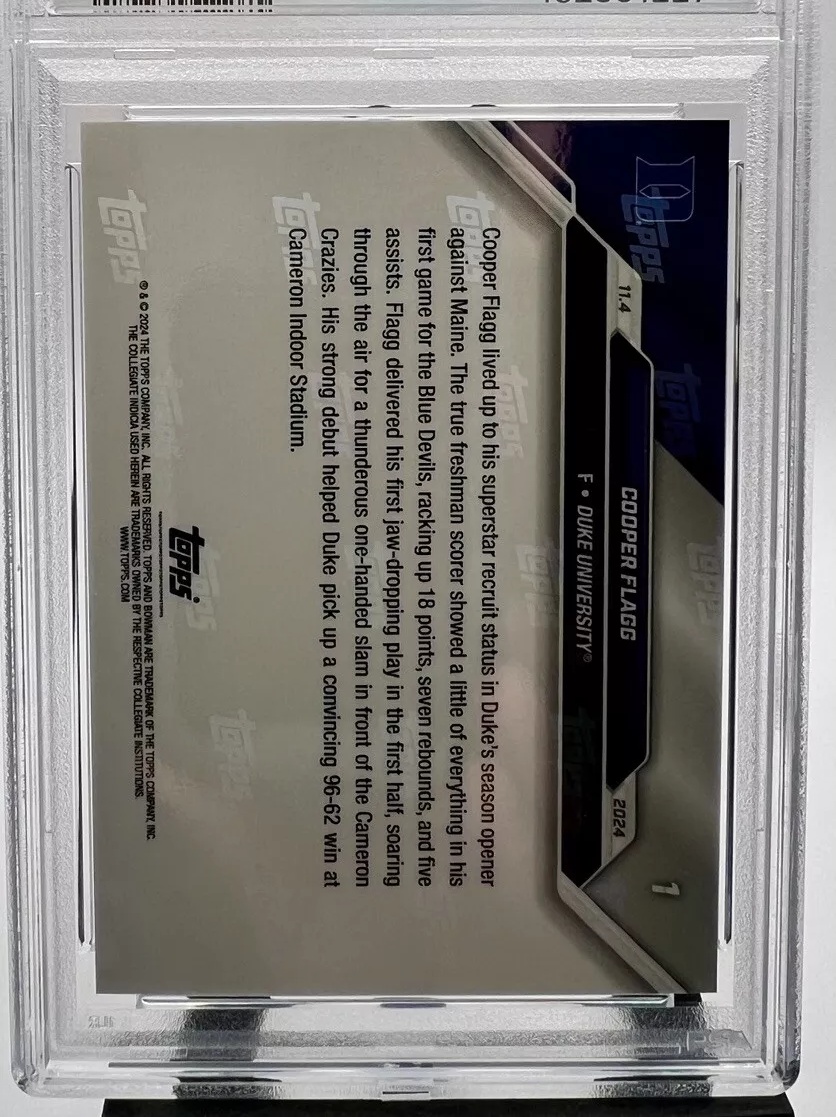 11.4
2024
1
COOPER FLAGG
F • DUKE UNIVERSITY®
Cooper Flagg lived up to his superstar recruit status in Duke's season opener
against Maine. The true freshman scorer showed a little of everything in his
first game for the Blue Devils, racking up 18 points, seven rebounds, and five
assists. Flagg delivered his first jaw-dropping play in the first half, soaring
through the air for a thunderous one-handed slam in front of the Cameron
Crazies. His strong debut helped Duke pick up a convincing 96-62 win at
Cameron Indoor Stadium.
topps®
® & © 2024 THE TOPPS COMPANY, INC. ALL RIGHTS RESERVED. TOPPS AND BOWMAN ARE TRADEMARK OF THE TOPPS COMPANY, INC.
THE COLLEGIATE INDICIA USED HEREIN ARE TRADEMARKS OWNED BY THE RESPECTIVE COLLEGIATE INSTITUTIONS.
WWW.TOPPS.COM